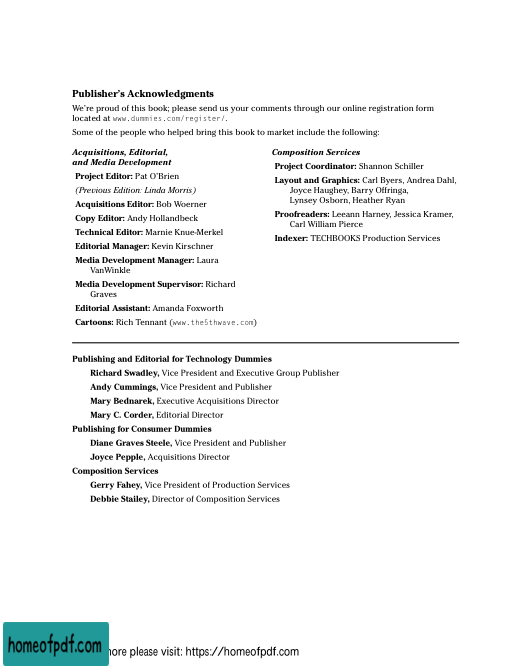 Publisher's Acknowledgments
We're proud of this book; please send us your comments through our online registration form
located at www.dummies.com/register/.
Some of the people who helped bring this book to market include the following:
Acquisitions, Editorial,
and Media Development
Project Editor: Pat O'Brien
(Previous Edition: Linda Morris)
Acquisitions Editor: Bob Woerner
Copy Editor: Andy Hollandbeck
Technical Editor: Marnie Knue-Merkel
Editorial Manager: Kevin Kirschner
Media Development Manager: Laura
VanWinkle
Media Development Supervisor: Richard
Graves
Editorial Assistant: Amanda Foxworth
Cartoons: Rich Tennant (www.the5thwave.com)
Composition Services
Project Coordinator: Shannon Schiller
Layout and Graphics: Carl Byers, Andrea Dahl,
Joyce Haughey, Barry Offringa,
Lynsey Osborn, Heather Ryan
Proofreaders: Leeann Harney, Jessica Kramer,
Carl William Pierce
Indexer: TECHBOOKS Production Services
Publishing and Editorial for Technology Dummies
Richard Swadley, Vice President and Executive Group Publisher
Andy Cummings, Vice President and Publisher
Mary Bednarek, Executive Acquisitions Director
Mary C. Corder, Editorial Director
Publishing for Consumer Dummies
Diane Graves Steele, Vice President and Publisher
Joyce Pepple, Acquisitions Director
Composition Services
Gerry Fahey, Vice President of Production Services
Debbie Stailey, Director of Composition Services
homeofpdf.com
please visit: https://homeofpdf.com